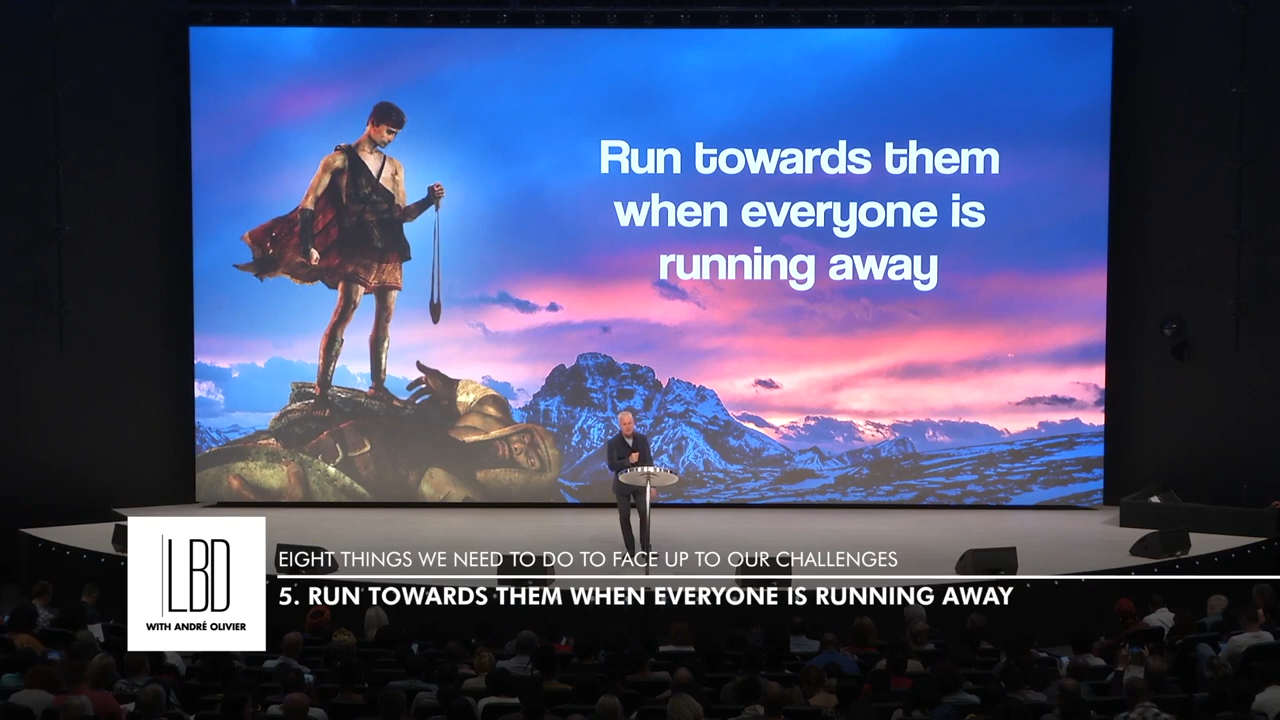 Run towards them
when everyone is
running away
LBD
WITH ANDRÉ OLIVIER
EIGHT THINGS WE NEED TO DO TO FACE UP TO OUR CHALLENGES
5. RUN TOWARDS THEM WHEN EVERYONE IS RUNNING AWAY